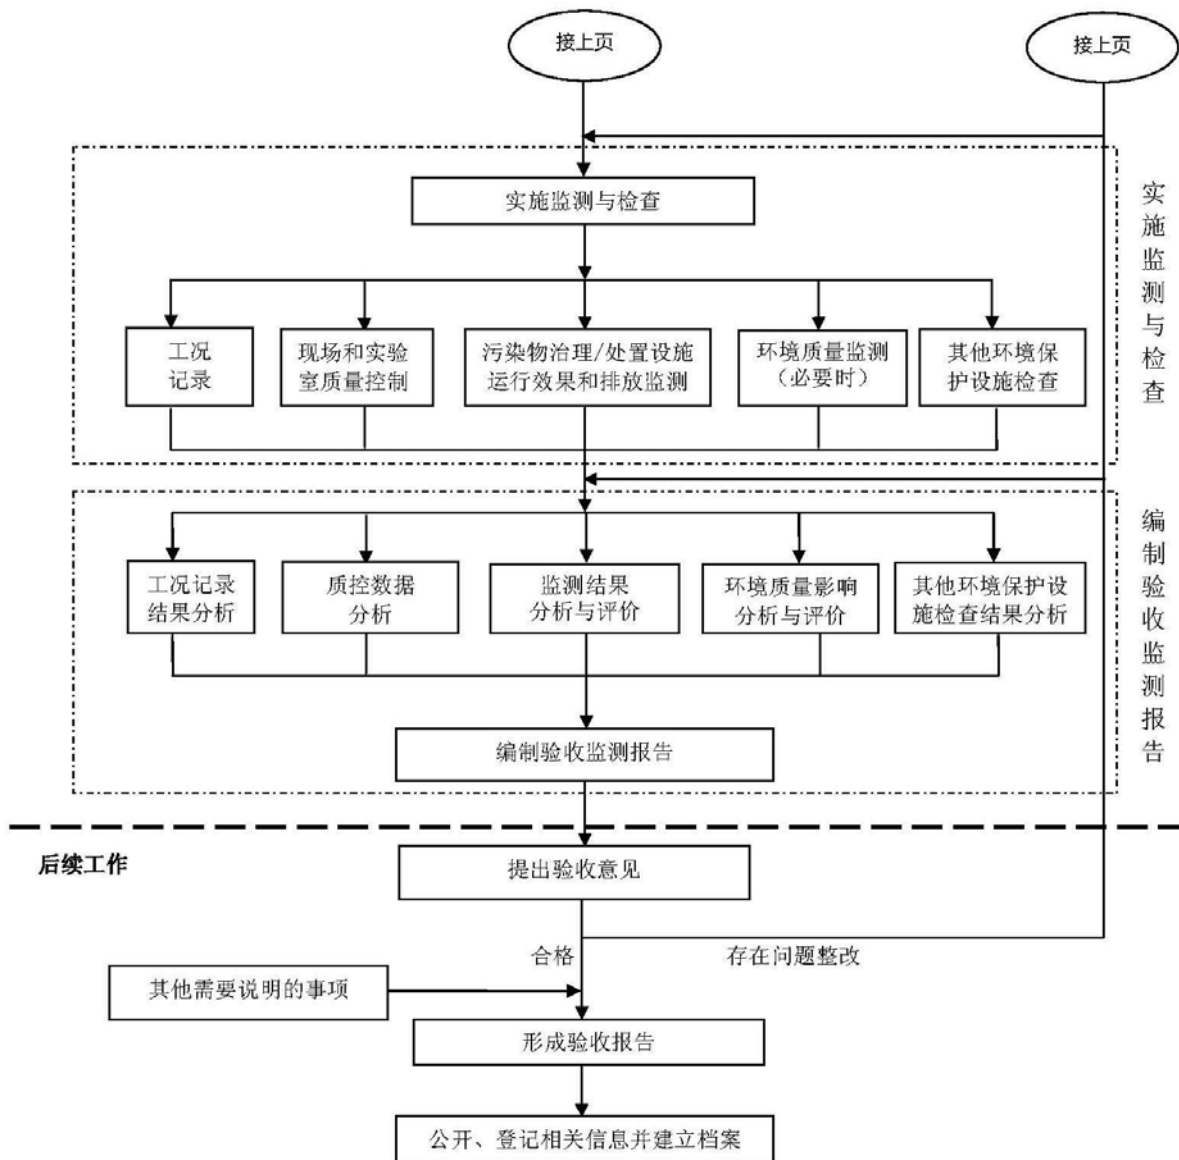 接上页
接上页
实施监测与检查
实施监测与检查
工况
记录
现场和实验
室质量控制
污染物治理/处置设施
运行效果和排放监测
环境质量监测
（必要时）
其他环境保
护设施检查
编制验收监测报告
工况记录
结果分析
质控数据
分析
监测结果
分析与评价
环境质量影响
分析与评价
其他环境保护设
施检查结果分析
编制验收监测报告
后续工作
提出验收意见
合格
存在问题整改
其他需要说明的事项
形成验收报告
公开、登记相关信息并建立档案